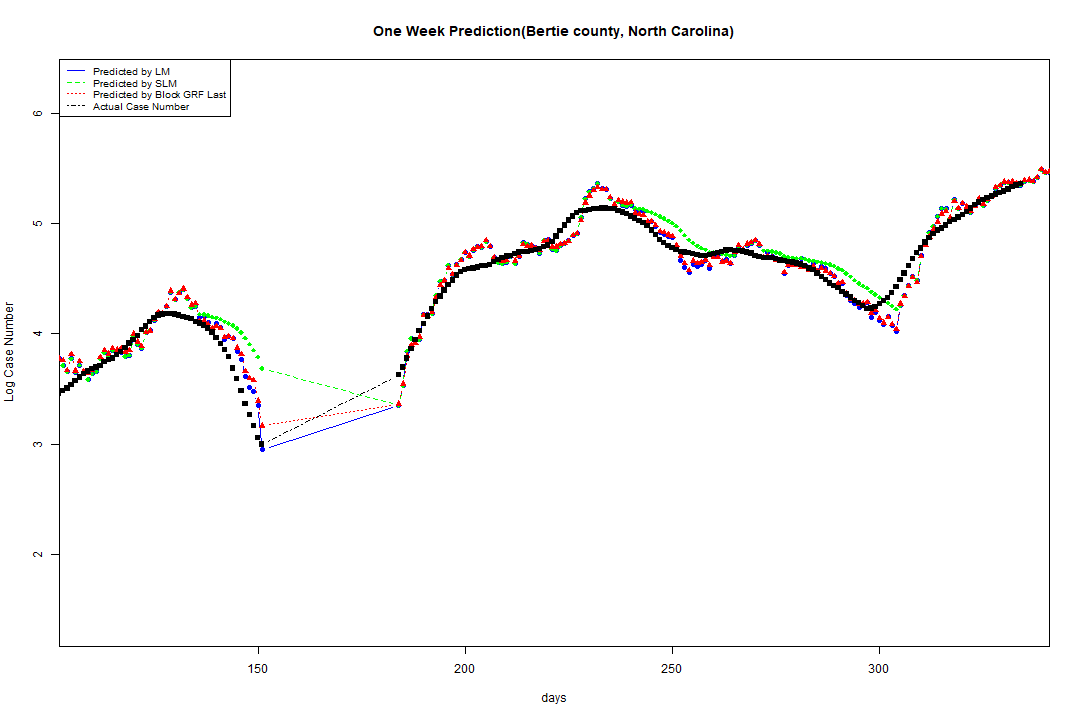 One Week Prediction(Bertie county, North Carolina)
Predicted by LM
Predicted by SLM
Predicted by Block GRF Last
Actual Case Number
Log Case Number
6
5
4
3
2
150 200 250 300
days